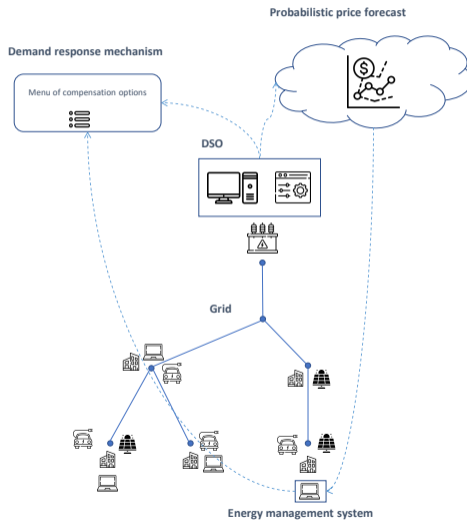 Probabilistic price forecast
Demand response mechanism
Menu of compensation options
$
DSO
Grid
Energy management system